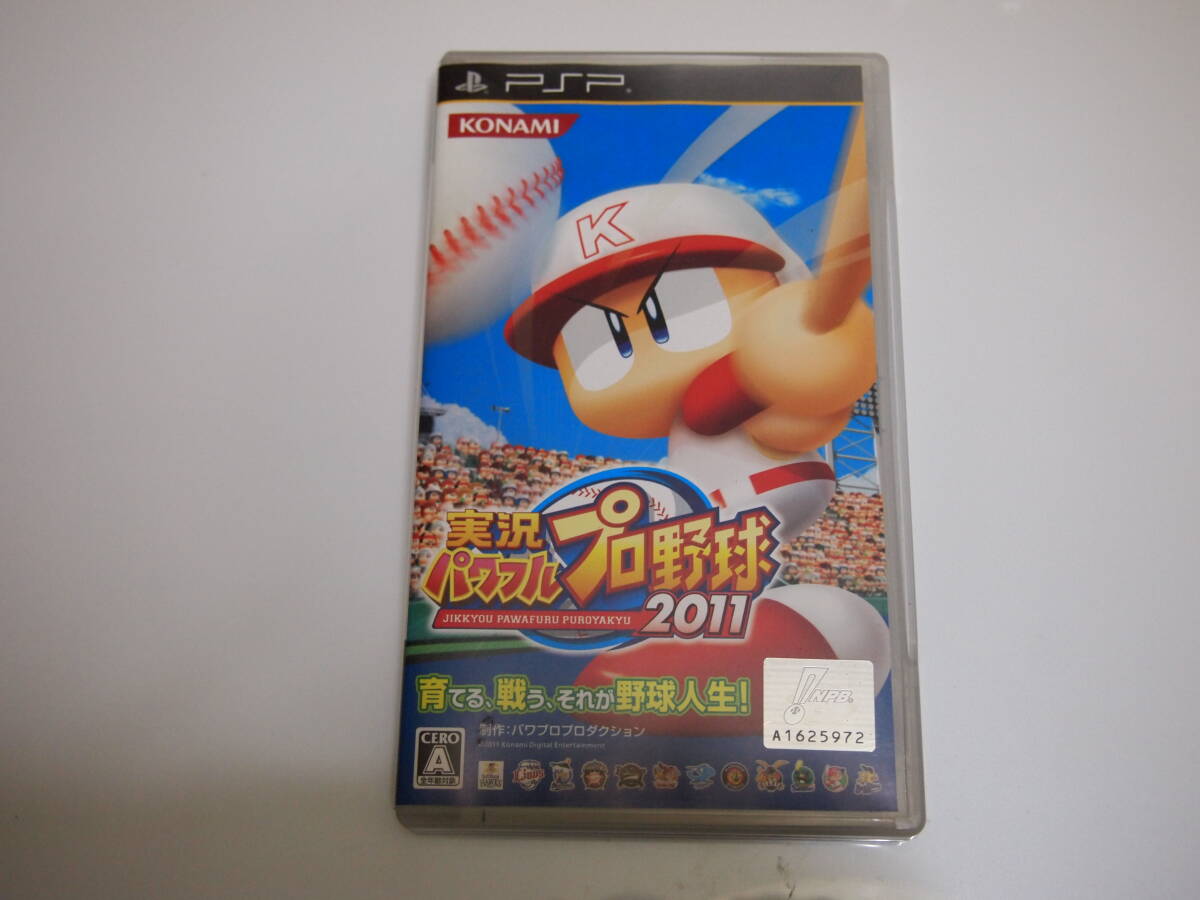 PSP
KONAMI
K
実況
パワフル
プロ野球
JIKKYOU PAWAFURU PUROYAKYU
2011
育てる、戦う、それが野球人生！
制作：パワプロプロダクション
©2011 Konami Digital Entertainment
NPB
A1625972
CERO
A
全年齢対象
Lions